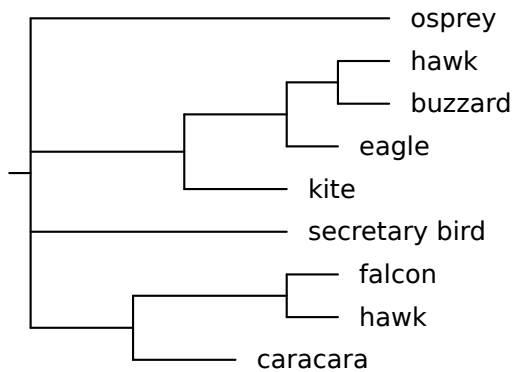 osprey
hawk
buzzard
eagle
kite
secretary bird
falcon
hawk
caracara